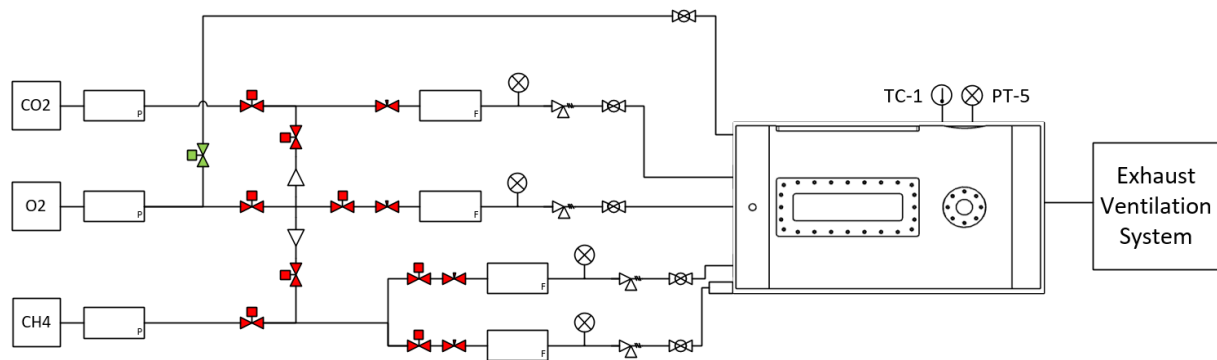 CO2
P
F
TC-1
PT-5
O2
P
F
Exhaust
Ventilation
System
F
CH4
P
F